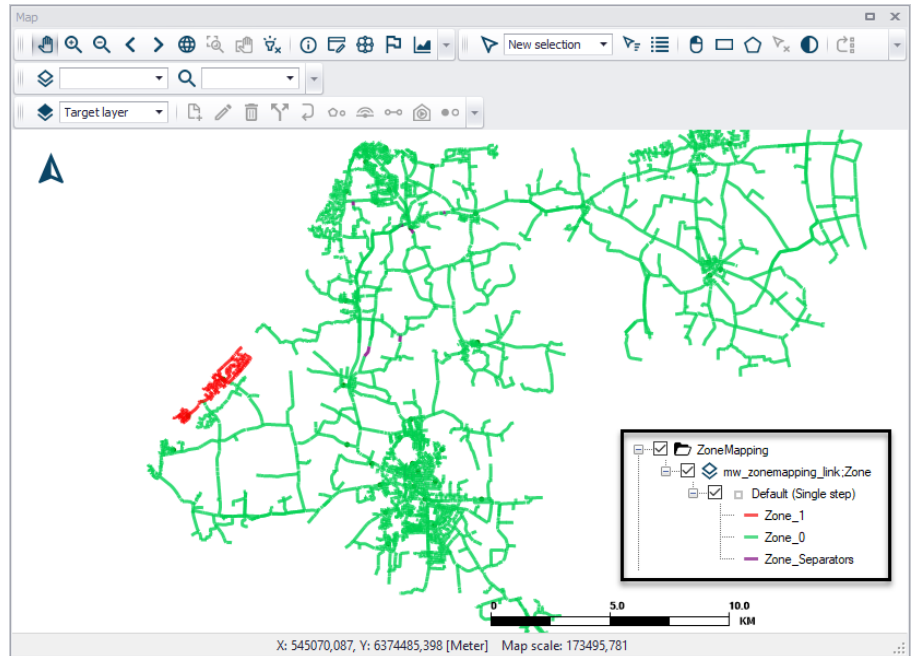 Map
New selection
Target layer
ZoneMapping
mw_zonemapping_link;Zone
Default (Single step)
Zone_1
Zone_0
Zone_Separators
0 5.0 10.0
KM
X: 545070,087, Y: 6374485,398 [Meter] Map scale: 173495,781